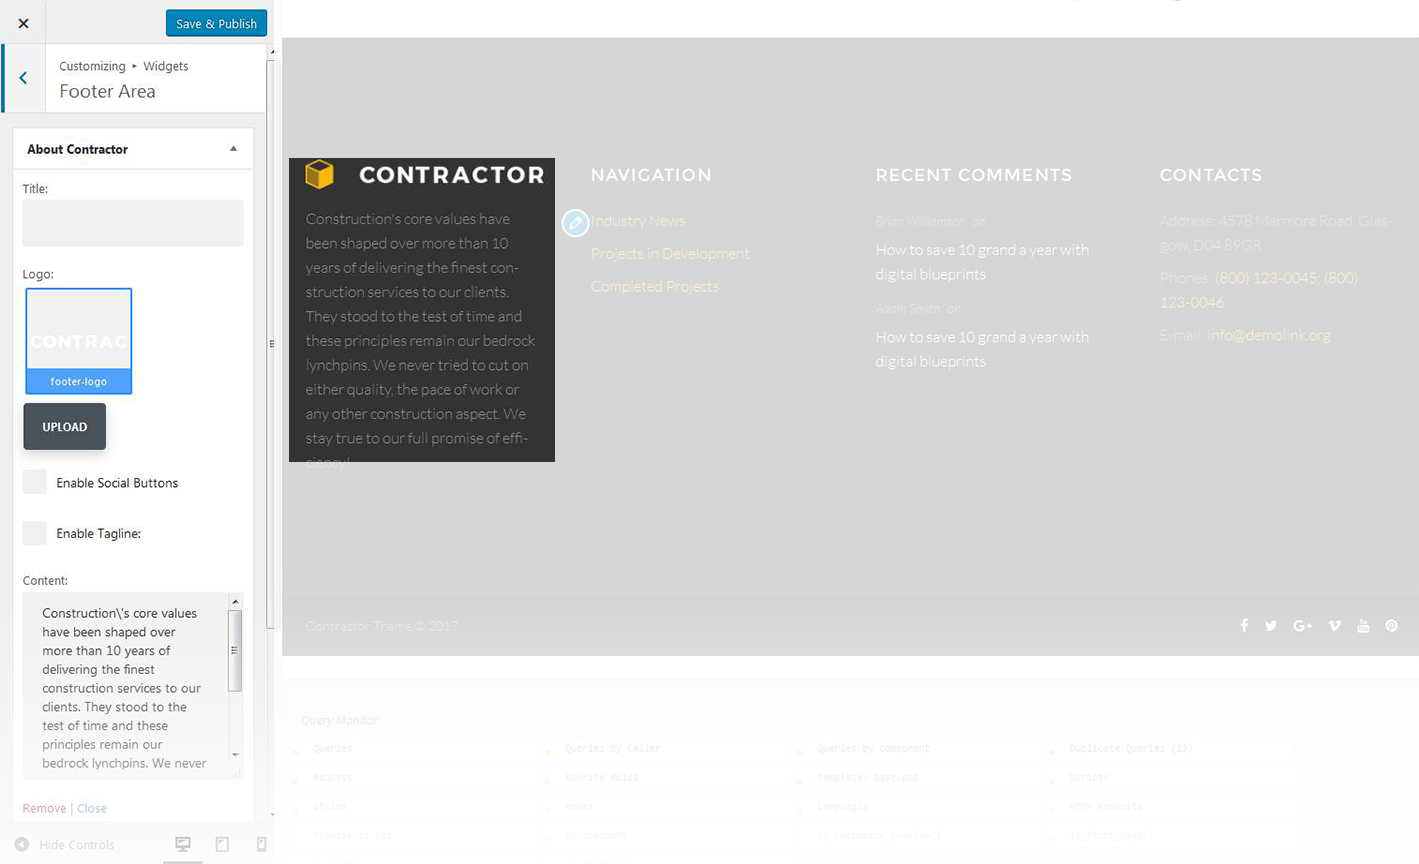 Save & Publish
Customizing ▸ Widgets
Footer Area
About Contractor
Title:
Logo:
CONTRAC
footer-logo
UPLOAD
Enable Social Buttons
Enable Tagline:
Content:
Construction\'s core values
have been shaped over
more than 10 years of
delivering the finest
construction services to our
clients. They stood to the
test of time and these
principles remain our
bedrock lynchpins. We never
Remove | Close
Hide Controls
CONTRACTOR
Construction's core values have
been shaped over more than 10
years of delivering the finest con-
struction services to our clients.
They stood to the test of time and
these principles remain our bedrock
lynchpins. We never tried to cut on
either quality, the pace of work or
any other construction aspect. We
stay true to our full promise of effi-
ciency!
NAVIGATION
Industry News
Projects in Development
Completed Projects
RECENT COMMENTS
Brian Williamson on
How to save 10 grand a year with
digital blueprints
Adam Smith on
How to save 10 grand a year with
digital blueprints
CONTACTS
Address: 4578 Marmora Road, Glas-
gow, D04 89GR
Phones: (800) 123-0045, (800)
123-0046
E-mail: info@demolink.org
Contractor Theme © 2017.
Query Monitor
Queries
Queries by Caller
Queries by Component
Duplicate Queries (23)
Request
Rewrite Rules
Template: base.php
Scripts
Styles
Hooks
Languages
HTTP Requests
Transients Set
Environment
is_customize_preview()
is_front_page()